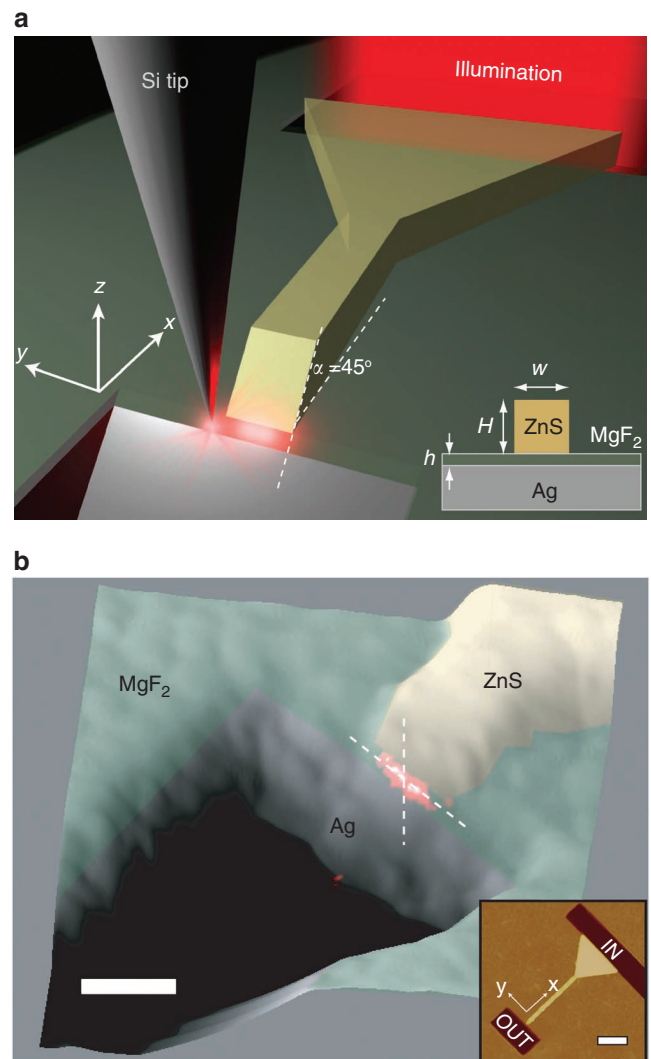 a
Si tip
Illumination
z
x
y
α ≠45°
w
H
ZnS
MgF₂
h
Ag
b
MgF₂
ZnS
Ag
IN
y
x
OUT